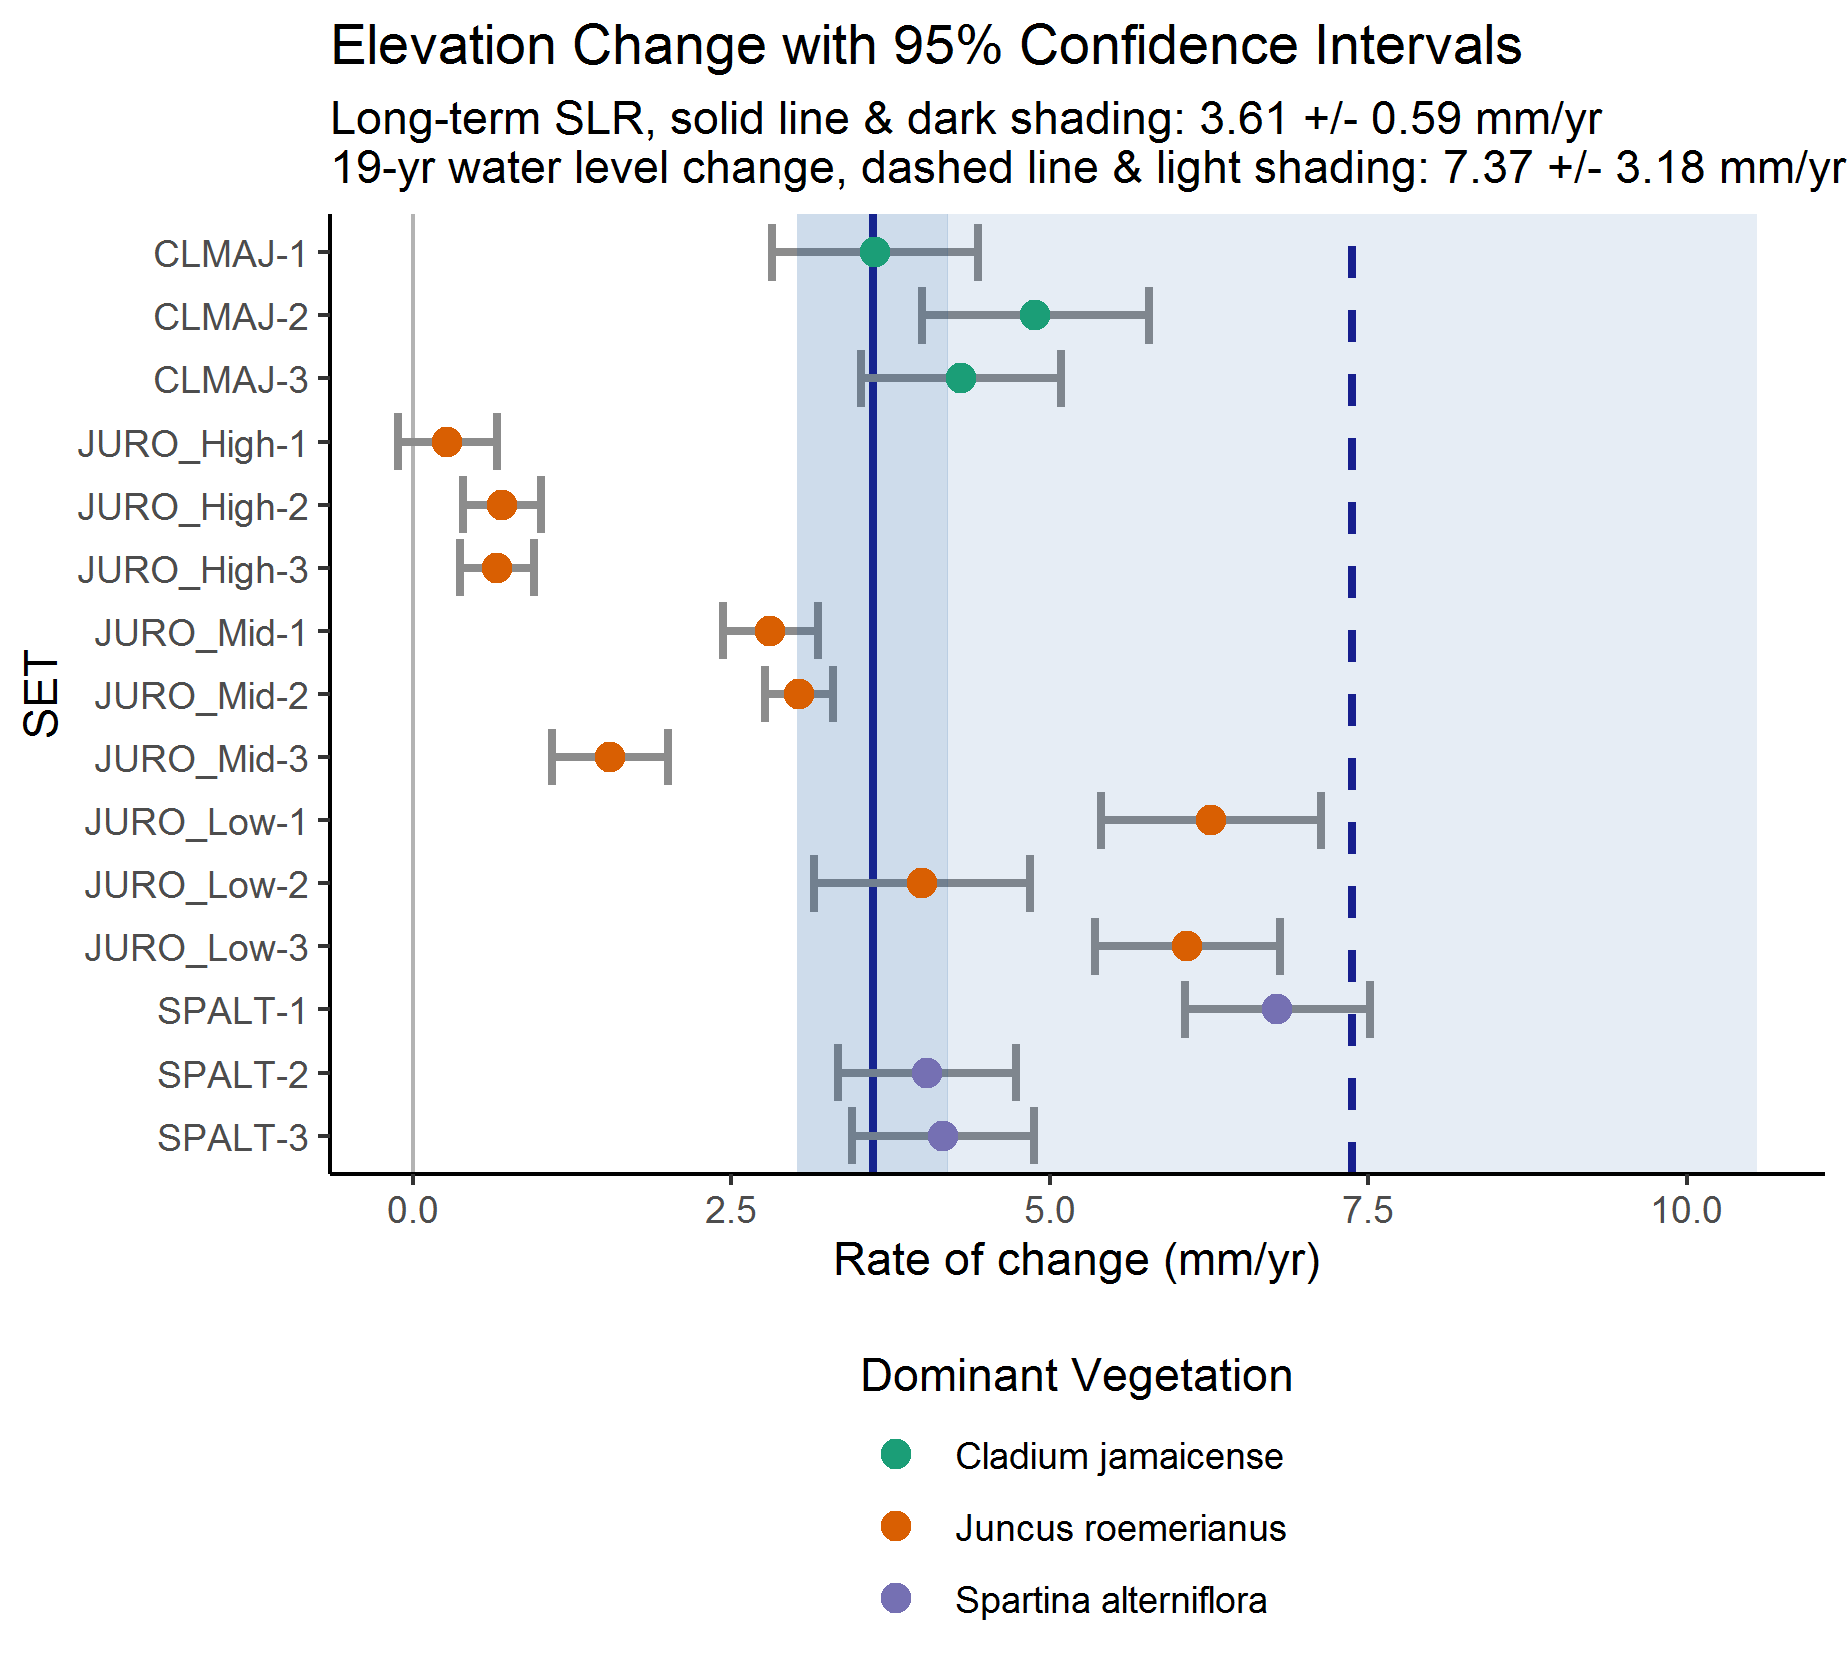 Elevation Change with 95% Confidence Intervals
Long-term SLR, solid line & dark shading: 3.61 +/- 0.59 mm/yr
19-yr water level change, dashed line & light shading: 7.37 +/- 3.18 mm/yr
SET
CLMAJ-1
CLMAJ-2
CLMAJ-3
JURO_High-1
JURO_High-2
JURO_High-3
JURO_Mid-1
JURO_Mid-2
JURO_Mid-3
JURO_Low-1
JURO_Low-2
JURO_Low-3
SPALT-1
SPALT-2
SPALT-3
0.0 2.5 5.0 7.5 10.0
Rate of change (mm/yr)
Dominant Vegetation
Cladium jamaicense
Juncus roemerianus
Spartina alterniflora